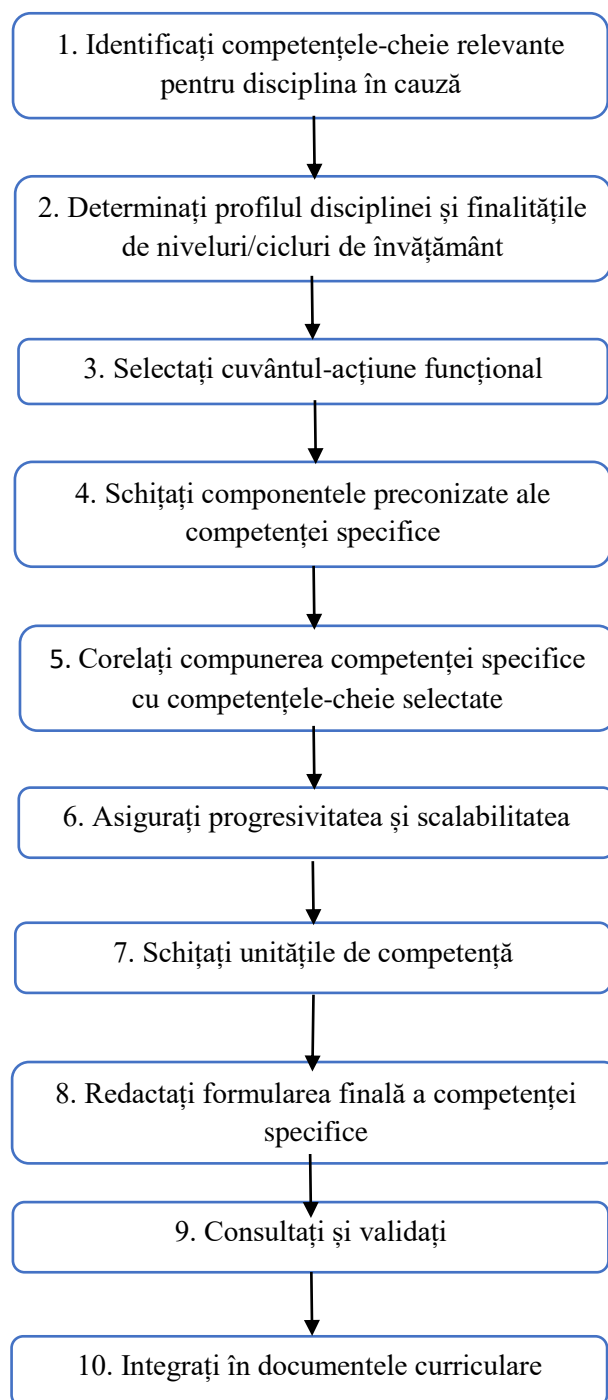 1. Identificați competențele-cheie relevante
pentru disciplina în cauză
2. Determinați profilul disciplinei și finalitățile
de niveluri/cicluri de învățământ
3. Selectați cuvântul-acțiune funcțional
4. Schițați componentele preconizate ale
competenței specifice
5. Corelați compunerea competenței specifice
cu competențele-cheie selectate
6. Asigurați progresivitatea și scalabilitatea
7. Schițați unitățile de competență
8. Redactați formularea finală a competenței
specifice
9. Consultați și validați
10. Integrați în documentele curriculare